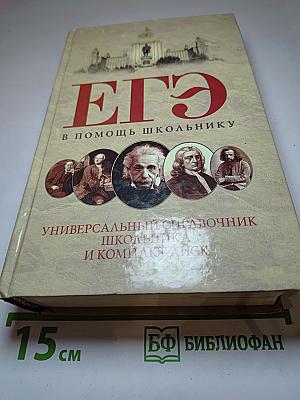 ЕГЭ
В ПОМОЩЬ ШКОЛЬНИКУ
УНИВЕРСАЛЬНЫЙ СПРАВОЧНИК
ШКОЛЬНИКА
И КОМПАКТ-ДИСК
15 см
БФ БИБЛИОФАН